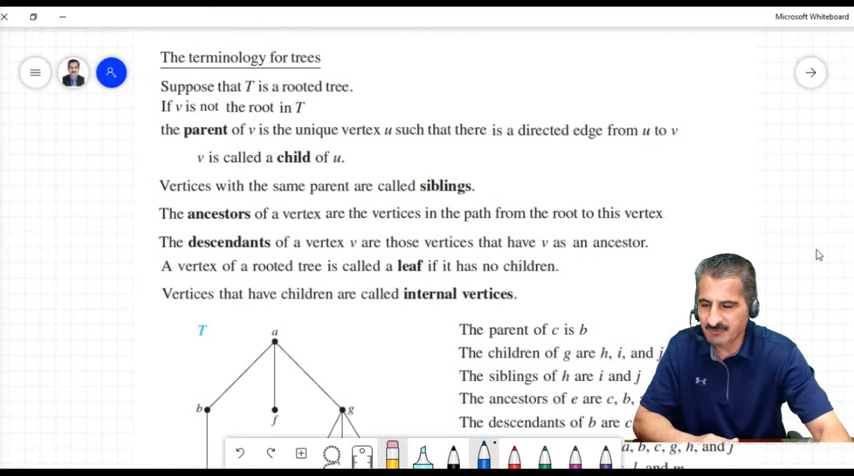 Microsoft Whiteboard
The terminology for trees
Suppose that T is a rooted tree.
If v is not the root in T
the parent of v is the unique vertex u such that there is a directed edge from u to v
v is called a child of u.
Vertices with the same parent are called siblings.
The ancestors of a vertex are the vertices in the path from the root to this vertex
The descendants of a vertex v are those vertices that have v as an ancestor.
A vertex of a rooted tree is called a leaf if it has no children.
Vertices that have children are called internal vertices.
T
a
b
f
g
The parent of c is b
The children of g are h, i, and j
The siblings of h are i and j
The ancestors of e are c, b,
The descendants of b are c
a, b, c, g, h, and j
l, and m